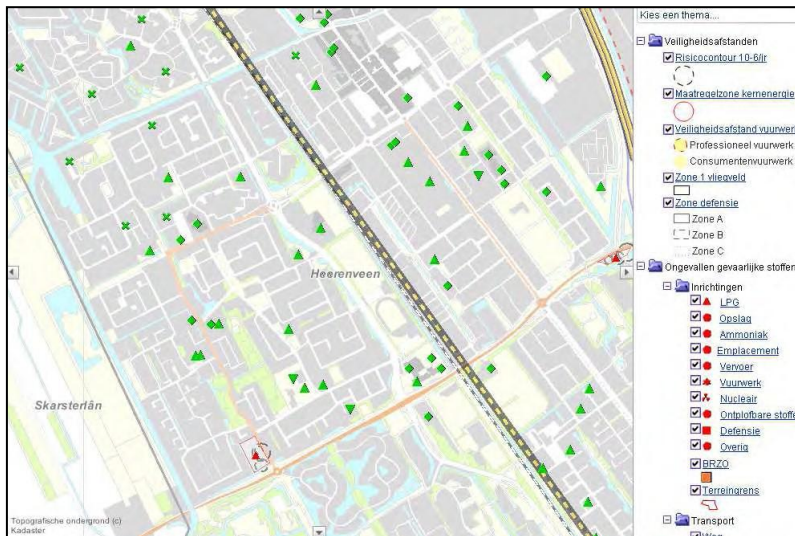 Kies een thema....
Veiligheidsafstanden
Risicocontour 10-6/jr
Maatregelzone kernenergie
Veiligheidsafstand vuurwerk
Professioneel vuurwerk
Consumentenvuurwerk
Zone 1 vliegveld
Zone defensie
Zone A
Zone B
Zone C
Ongevallen gevaarlijke stoffen
Inrichtingen
LPG
Opslag
Ammoniak
Emplacement
Vervoer
Vuurwerk
Nucleair
Ontplofbare stoffe
Defensie
Overig
BRZO
Terreingrens
Transport
Heerenveen
Skarsterlân
Topografische ondergrond (c)
Kadaster